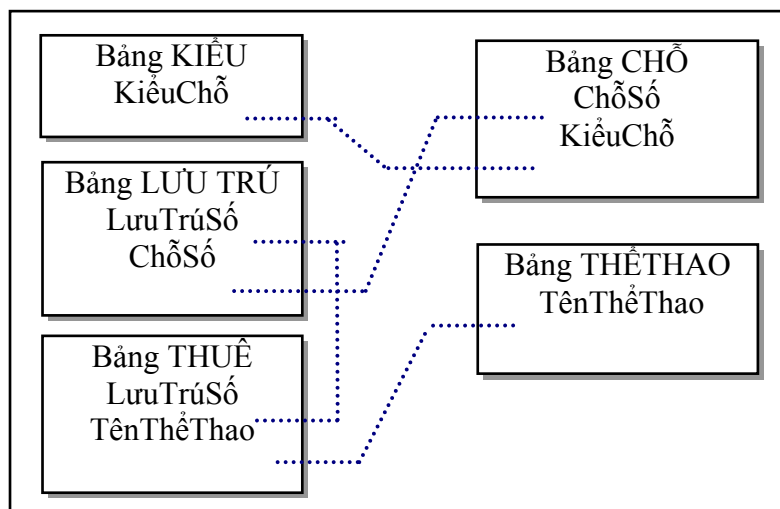 Bảng KIỂU
KiểuChỗ
Bảng CHỖ
ChỗSố
KiểuChỗ
Bảng LƯU TRÚ
LưuTrúSố
ChỗSố
Bảng THỂTHAO
TênThểThao
Bảng THUÊ
LưuTrúSố
TênThểThao